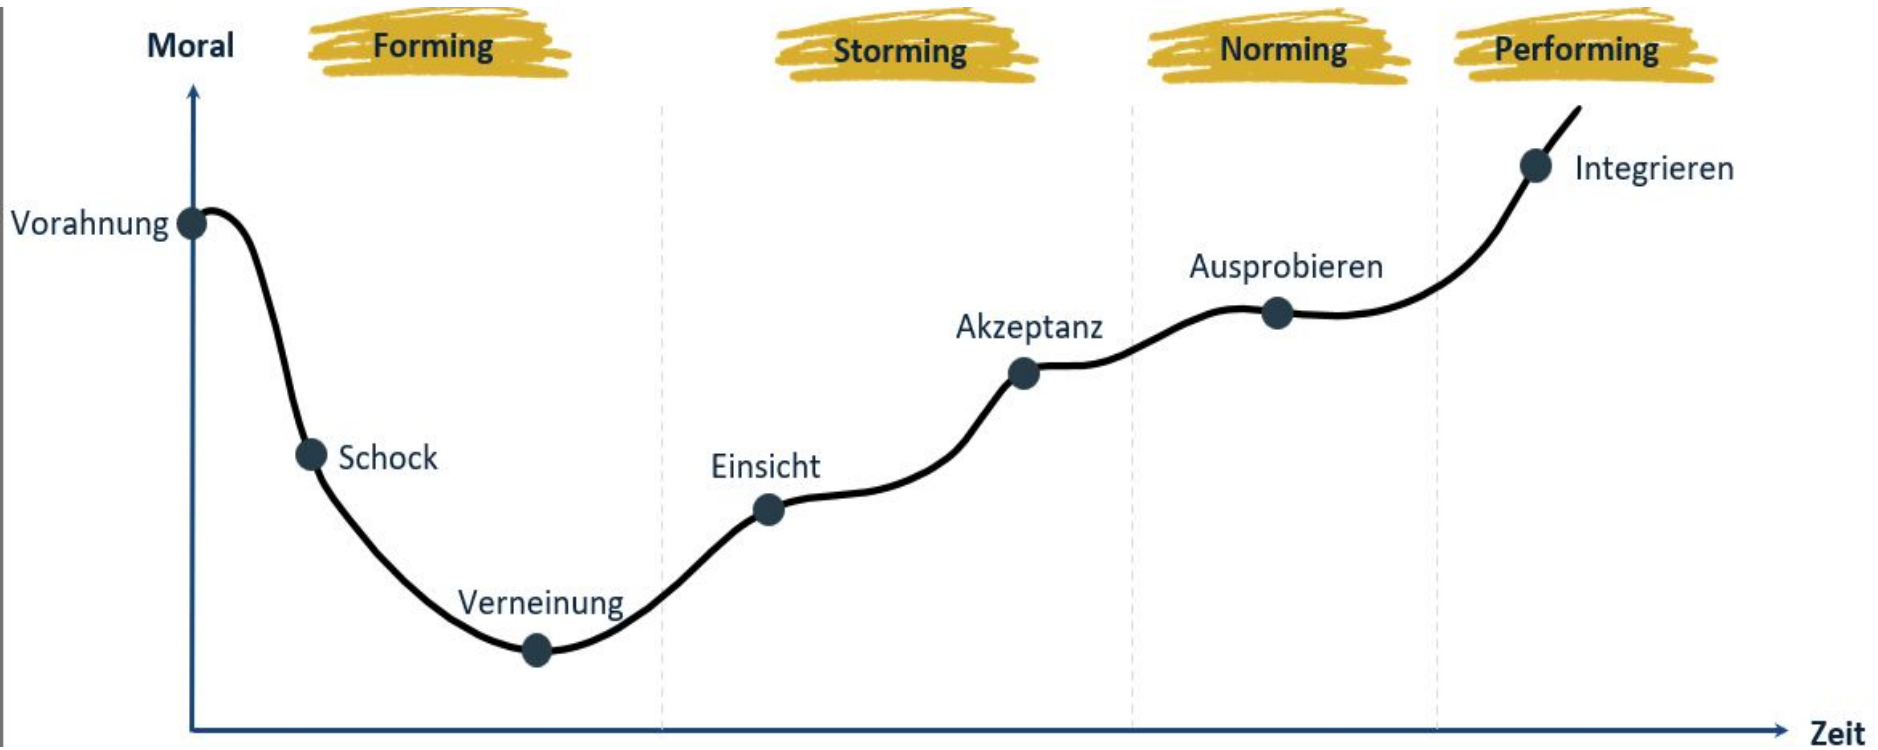 Moral
Forming
Storming
Norming
Performing
Vorahnung
Schock
Verneinung
Einsicht
Akzeptanz
Ausprobieren
Integrieren
Zeit